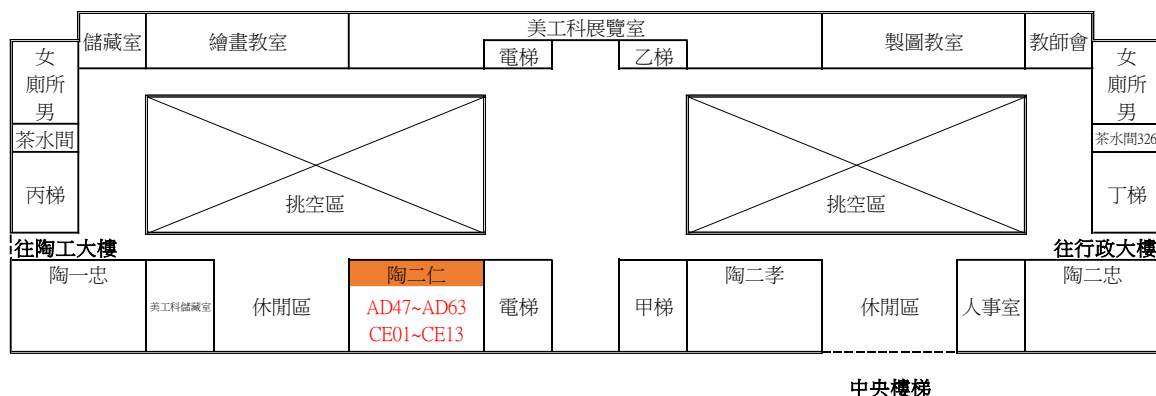 美工科展覽室
儲藏室 繪畫教室 製圖教室 教師會
電梯 乙梯
女 女
廁所 廁所
男 男
茶水間 茶水間326
丙梯 丁梯
挑空區 挑空區
往陶工大樓 往行政大樓
陶一忠 陶二仁 陶二孝 陶二忠
美工科儲藏室 休閒區 AD47~AD63 電梯 甲梯 休閒區 人事室
CE01~CE13
中央樓梯